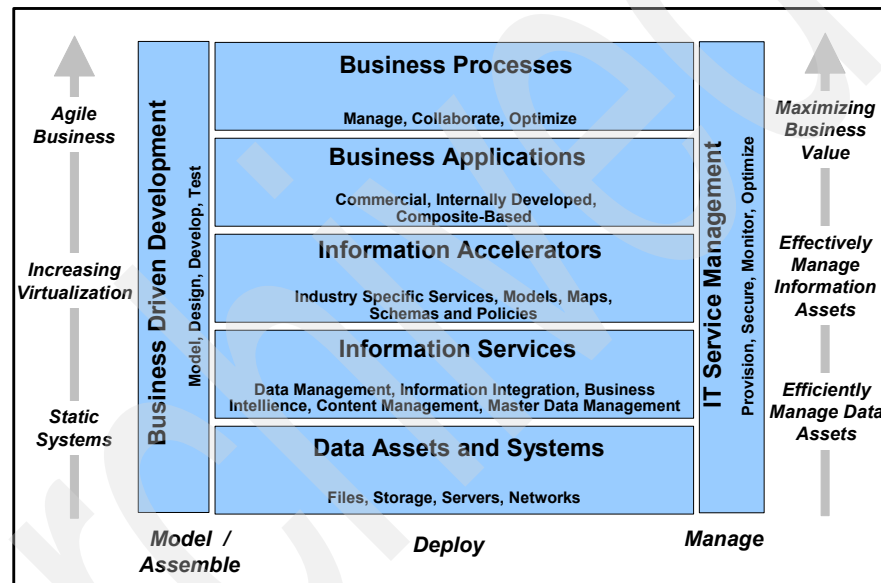 Agile
Business
Increasing
Virtualization
Static
Systems
Business Driven Development
Model, Design, Develop, Test
Business Processes
Manage, Collaborate, Optimize
Business Applications
Commercial, Internally Developed,
Composite-Based
Information Accelerators
Industry Specific Services, Models, Maps,
Schemas and Policies
Information Services
Data Management, Information Integration, Business
Intellience, Content Management, Master Data Management
Data Assets and Systems
Files, Storage, Servers, Networks
IT Service Management
Provision, Secure, Monitor, Optimize
Maximizing
Business
Value
Effectively
Manage
Information
Assets
Efficiently
Manage Data
Assets
Model /
Assemble
Deploy
Manage